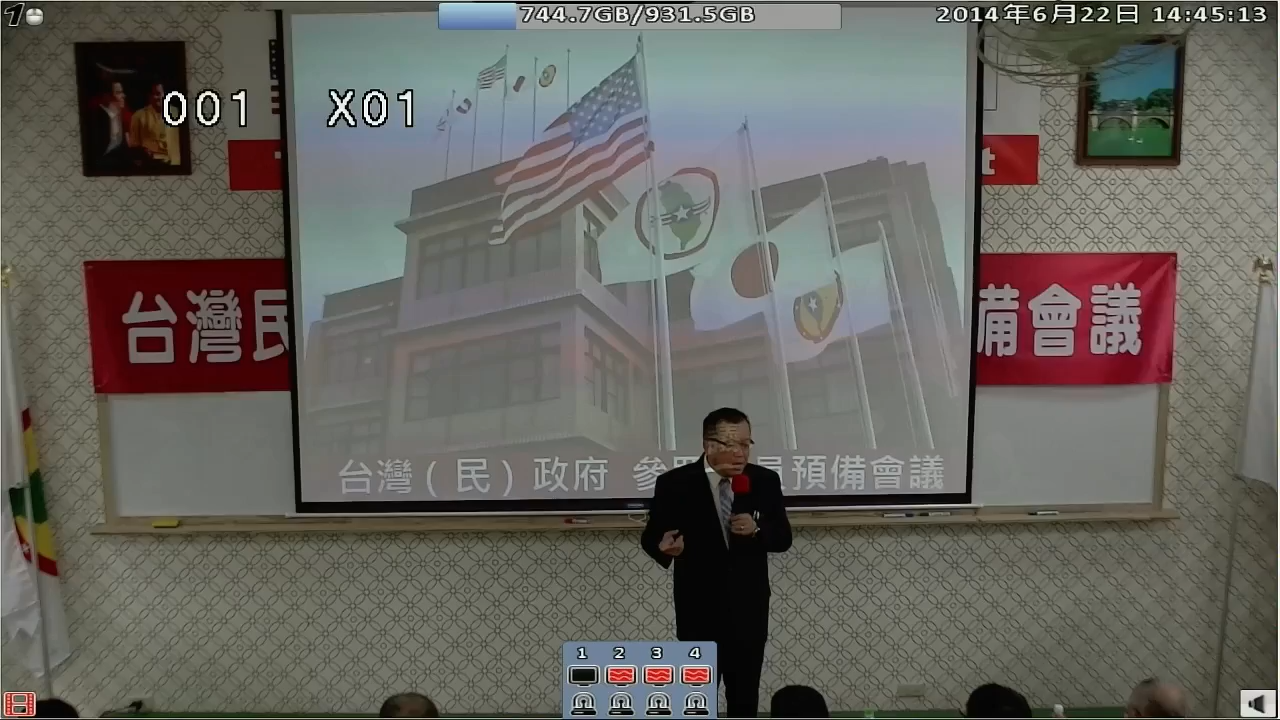 744.7GB/931.5GB
2014年6月22日 14:45:13
001 X01
t
台灣民
備會議
台灣(民)政府 參
員預備會議
1 2 3 4